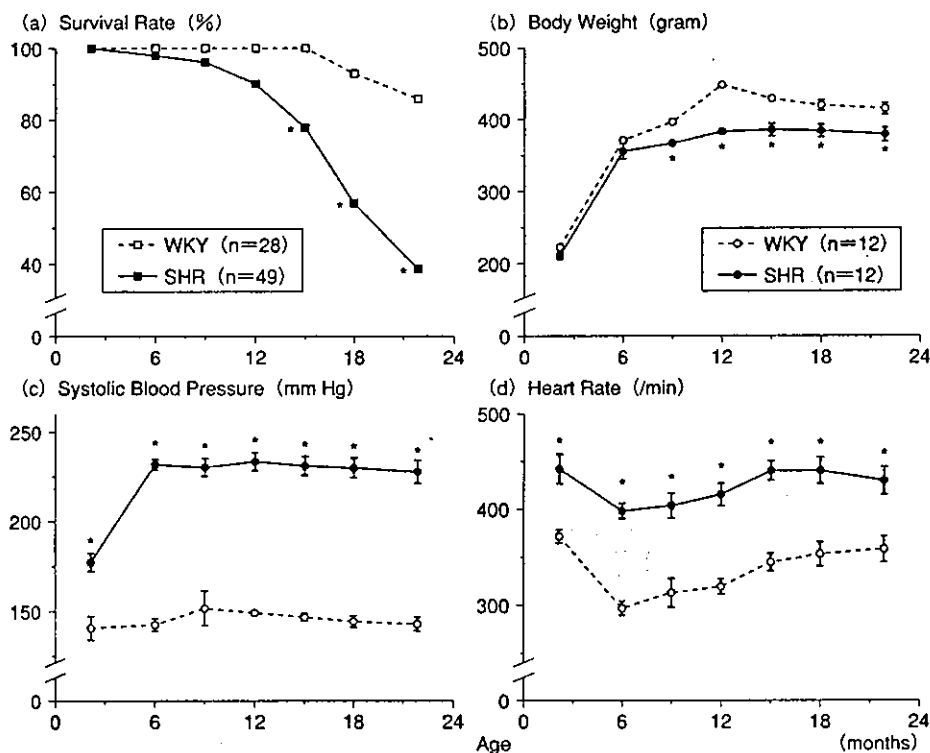 (a) Survival Rate (%)
100
80
60
40
0
WKY (n=28)
SHR (n=49)
0 6 12 18 24
(b) Body Weight (gram)
500
400
300
200
0
WKY (n=12)
SHR (n=12)
0 6 12 18 24
(c) Systolic Blood Pressure (mm Hg)
250
225
150
0
0 6 12 18 24
(d) Heart Rate (/min)
500
400
300
0
0 6 12 18 24
Age (months)